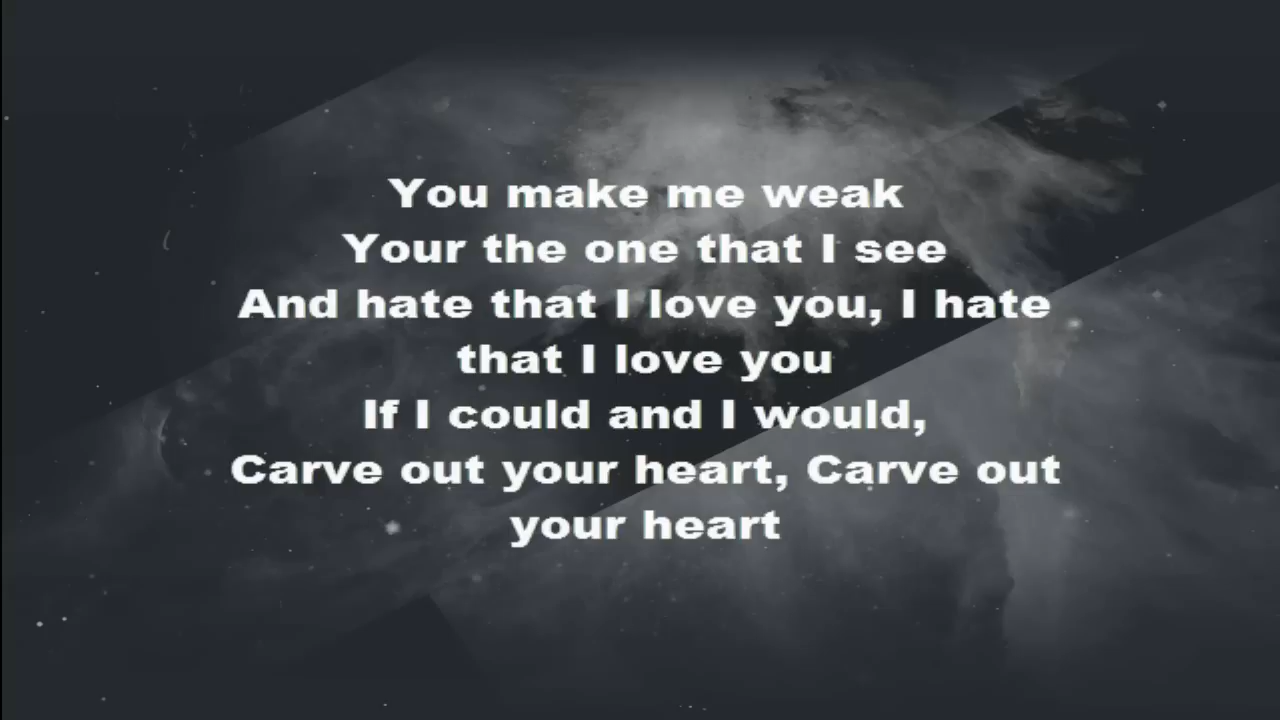 You make me weak
Your the one that I see
And hate that I love you, I hate
that I love you
If I could and I would,
Carve out your heart, Carve out
your heart